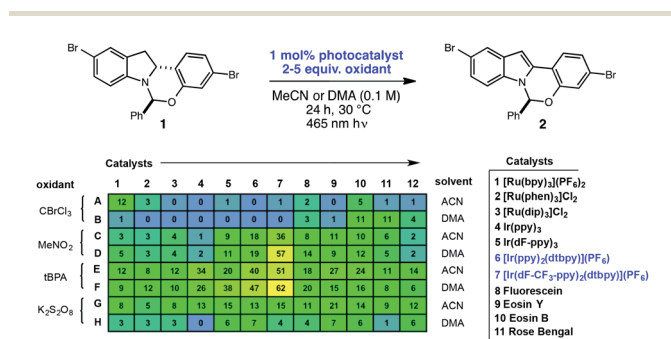 Br
Br
N
O
Ph
1
1 mol% photocatalyst
2-5 equiv. oxidant
MeCN or DMA (0.1 M)
24 h, 30 °C
465 nm hν
Br
Br
N
O
Ph
2
Catalysts
oxidant 1 2 3 4 5 6 7 8 9 10 11 12 solvent
CBrCl₃
A 12 3 0 0 1 0 1 2 0 5 1 1 ACN
B 1 0 0 0 0 0 0 3 1 11 11 4 DMA
MeNO₂
C 3 3 4 1 9 18 36 8 11 10 6 2 ACN
D 5 3 4 2 11 19 57 14 9 12 5 2 DMA
tBPA
E 12 8 12 34 20 40 51 18 27 24 11 14 ACN
F 9 12 10 26 38 47 62 20 15 16 8 6 DMA
K₂S₂O₈
G 8 5 8 13 15 13 15 11 21 14 9 12 ACN
H 3 3 3 0 6 7 4 4 7 6 1 6 DMA
Catalysts
1 [Ru(bpy)₃](PF₆)₂
2 [Ru(phen)₃]Cl₂
3 [Ru(dip)₃]Cl₂
4 Ir(ppy)₃
5 Ir(dF-ppy)₃
6 [Ir(ppy)₂(dtbpy)](PF₆)
7 [Ir(dF-CF₃-ppy)₂(dtbpy)](PF₆)
8 Fluorescein
9 Eosin Y
10 Eosin B
11 Rose Bengal